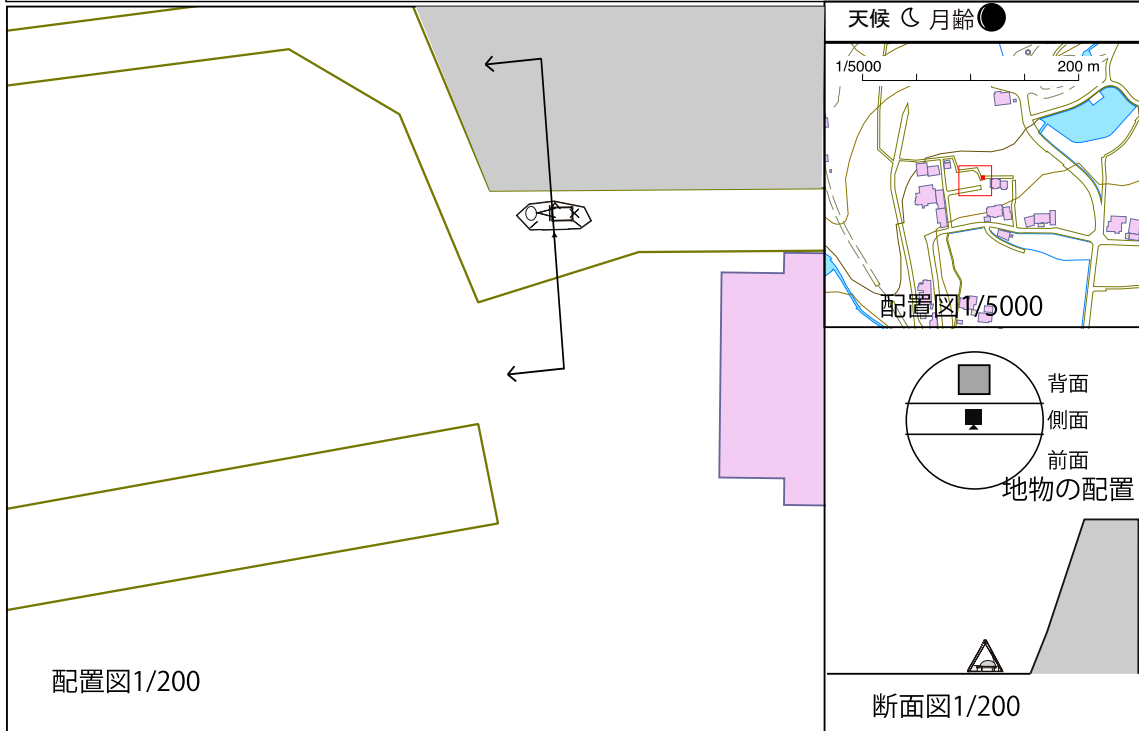 天候 月齢
1/5000 200 m
配置図1/5000
背面
側面
前面
地物の配置
配置図1/200
断面図1/200